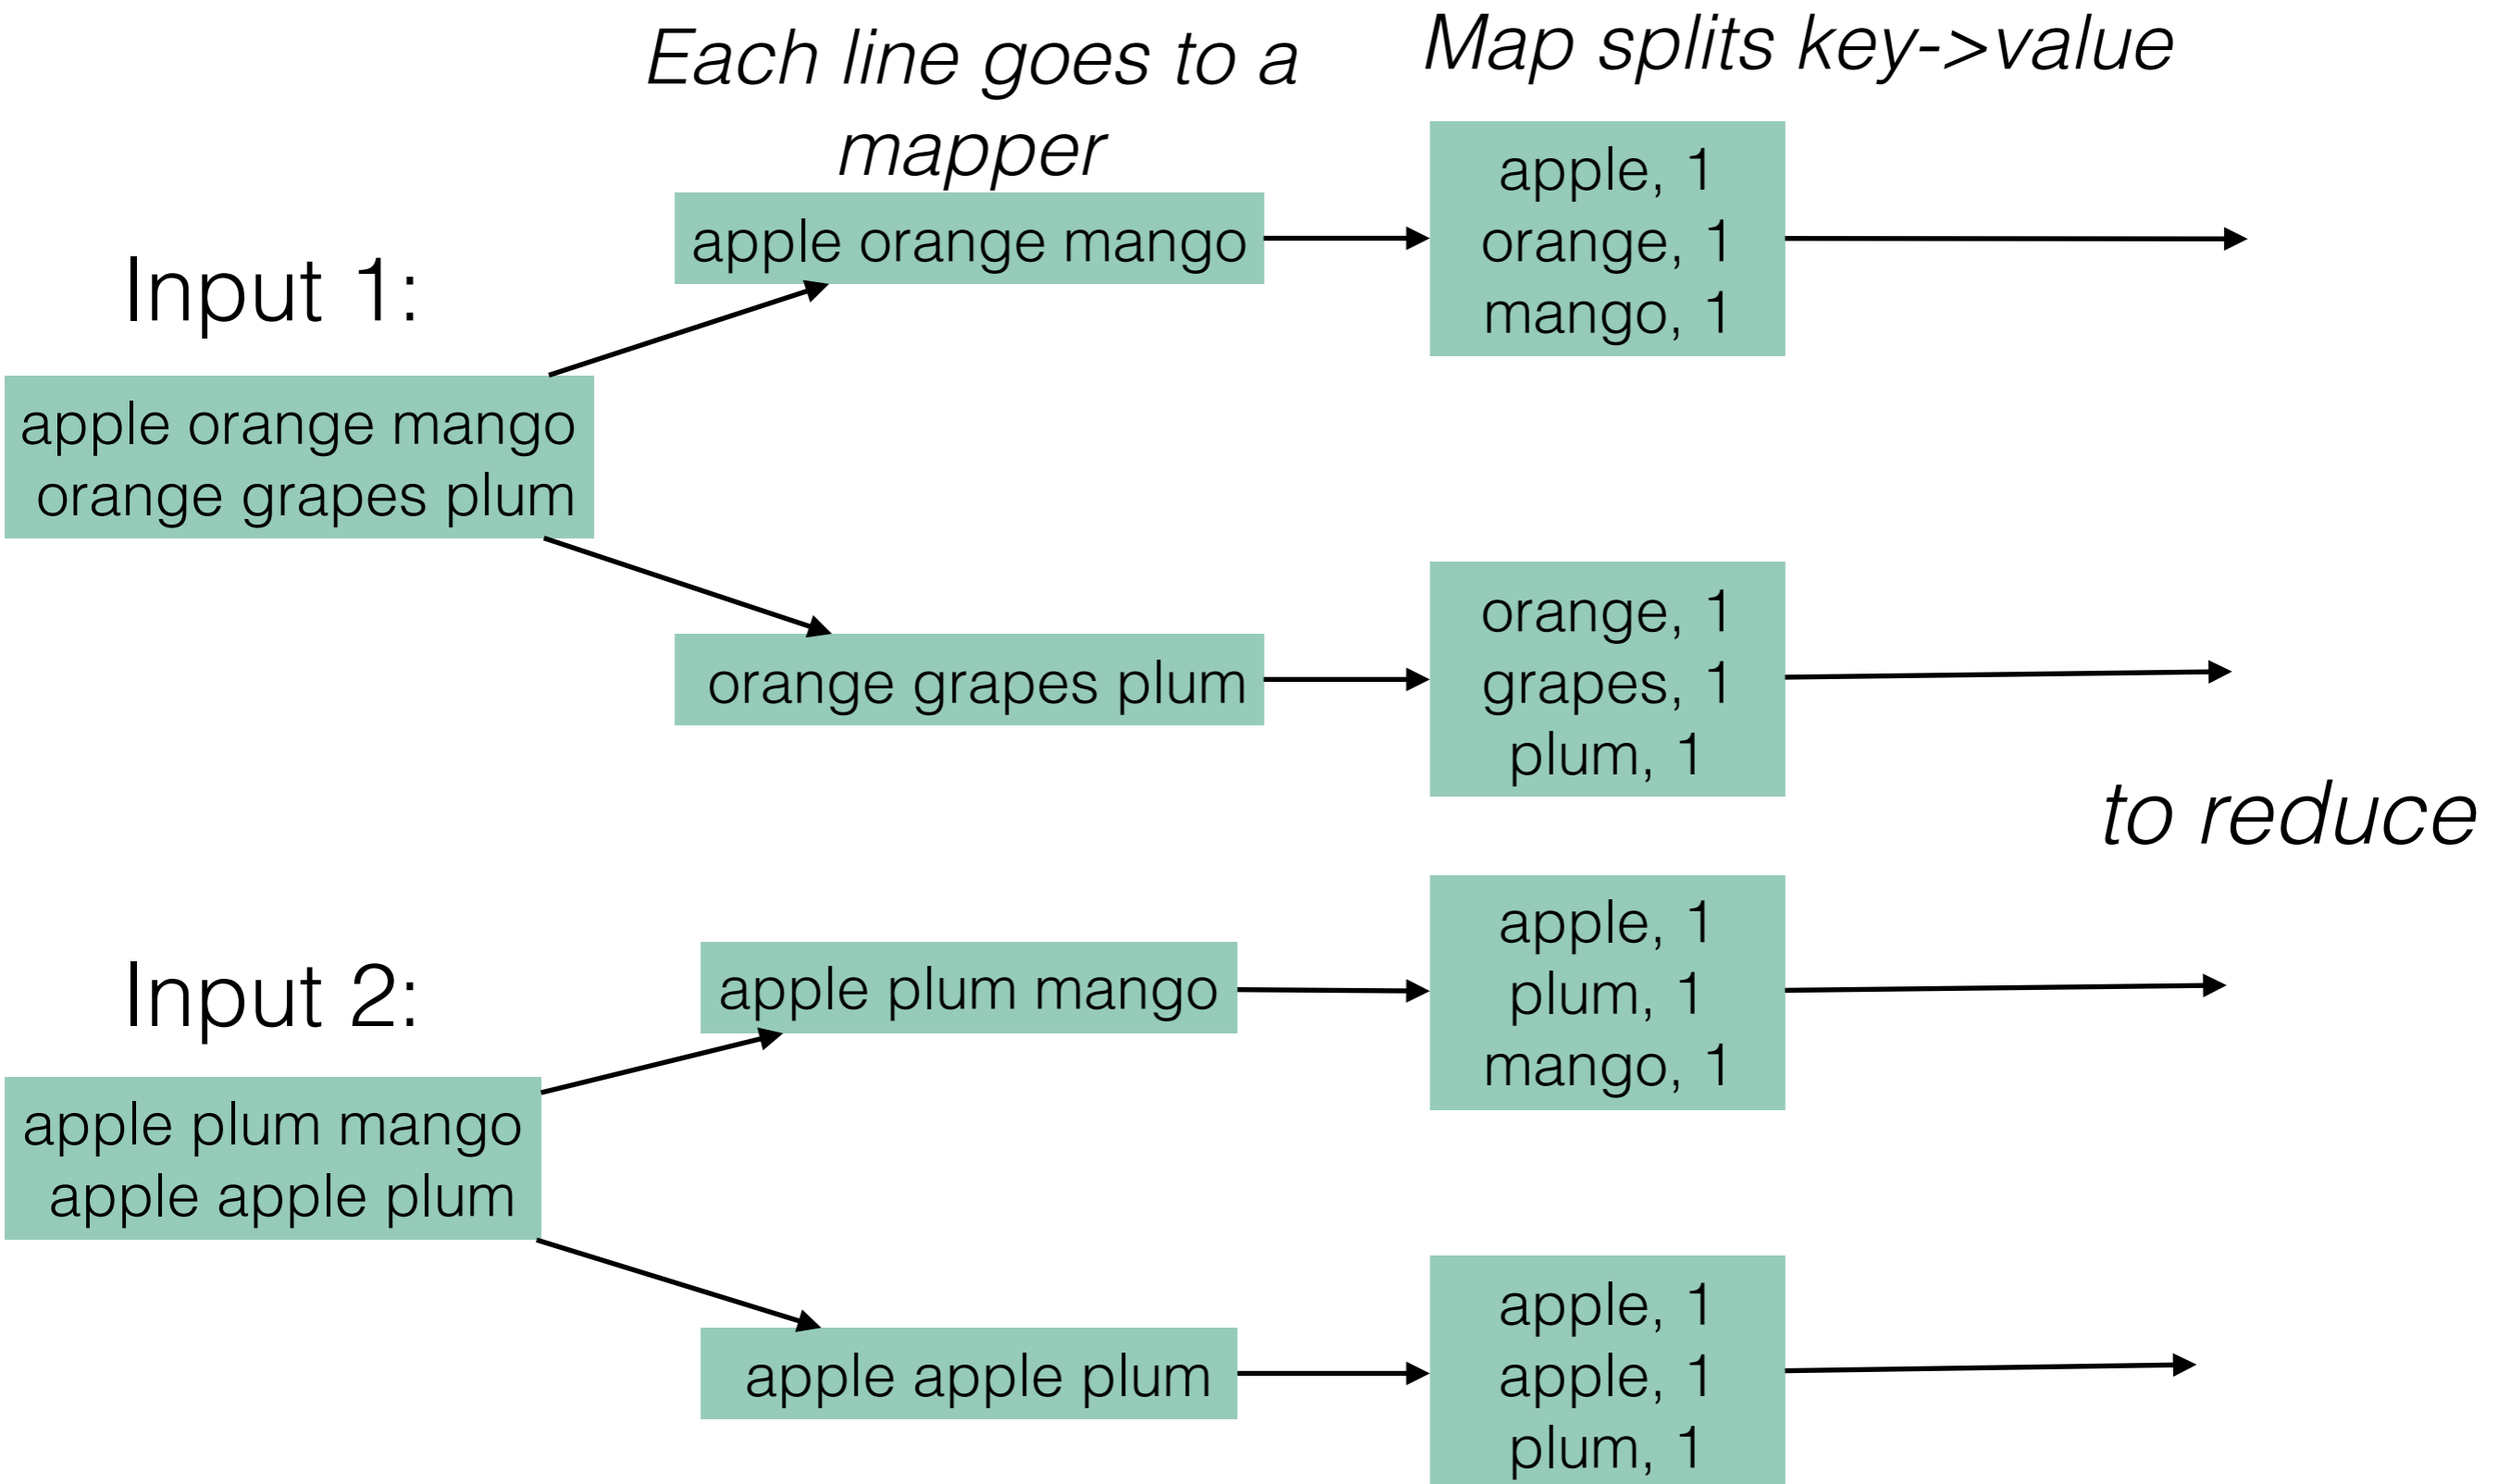 Each line goes to a
mapper
Map splits key->value
Input 1:
apple orange mango
orange grapes plum
apple orange mango
apple, 1
orange, 1
mango, 1
orange grapes plum
orange, 1
grapes, 1
plum, 1
to reduce
Input 2:
apple plum mango
apple apple plum
apple plum mango
apple, 1
plum, 1
mango, 1
apple apple plum
apple, 1
apple, 1
plum, 1